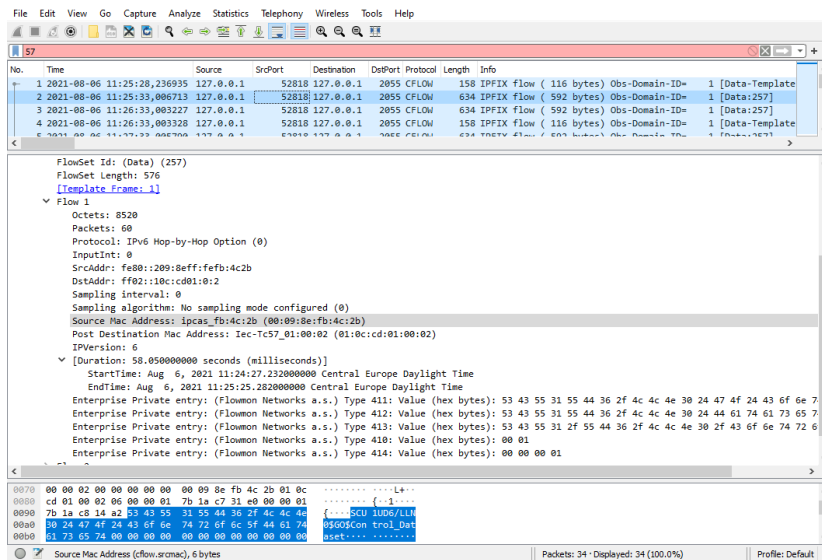 File Edit View Go Capture Analyze Statistics Telephony Wireless Tools Help
57
No. Time Source SrcPort Destination DstPort Protocol Length Info
1 2021-08-06 11:25:28,236935 127.0.0.1 52818 127.0.0.1 2055 CFLOW 158 IPFIX flow ( 116 bytes) Obs-Domain-ID= 1 [Data-Template
2 2021-08-06 11:25:33,006713 127.0.0.1 52818 127.0.0.1 2055 CFLOW 634 IPFIX flow ( 592 bytes) Obs-Domain-ID= 1 [Data:257]
3 2021-08-06 11:26:33,003227 127.0.0.1 52818 127.0.0.1 2055 CFLOW 634 IPFIX flow ( 592 bytes) Obs-Domain-ID= 1 [Data:257]
4 2021-08-06 11:26:33,003328 127.0.0.1 52818 127.0.0.1 2055 CFLOW 158 IPFIX flow ( 116 bytes) Obs-Domain-ID= 1 [Data-Template
FlowSet Id: (Data) (257)
FlowSet Length: 576
[Template Frame: 1]
Flow 1
Octets: 8520
Packets: 60
Protocol: IPv6 Hop-by-Hop Option (0)
InputInt: 0
SrcAddr: fe80::209:8eff:fefb:4c2b
DstAddr: ff02::10c:cd01:0:2
Sampling interval: 0
Sampling algorithm: No sampling mode configured (0)
Source Mac Address: ipcas_fb:4c:2b (00:09:8e:fb:4c:2b)
Post Destination Mac Address: Iec-Tc57_01:00:02 (01:0c:cd:01:00:02)
IPVersion: 6
[Duration: 58.050000000 seconds (milliseconds)]
StartTime: Aug 6, 2021 11:24:27.232000000 Central Europe Daylight Time
EndTime: Aug 6, 2021 11:25:25.282000000 Central Europe Daylight Time
Enterprise Private entry: (Flowmon Networks a.s.) Type 411: Value (hex bytes): 53 43 55 31 55 44 36 2f 4c 4c 4e 30 24 47 4f 24 43 6f 6e 7
Enterprise Private entry: (Flowmon Networks a.s.) Type 412: Value (hex bytes): 53 43 55 31 55 44 36 2f 4c 4c 4e 30 24 44 61 74 61 73 65 7
Enterprise Private entry: (Flowmon Networks a.s.) Type 413: Value (hex bytes): 53 43 55 31 2f 55 44 36 2f 4c 4c 4e 30 2f 43 6f 6e 74 72 6
Enterprise Private entry: (Flowmon Networks a.s.) Type 410: Value (hex bytes): 00 01
Enterprise Private entry: (Flowmon Networks a.s.) Type 414: Value (hex bytes): 00 00 00 01
0070 00 00 02 00 00 00 00 00 00 09 8e fb 4c 2b 01 0c ········ ····L+··
0080 cd 01 00 02 06 00 00 01 7b 1a c7 31 e0 00 00 01 ········ {··1····
0090 7b 1a c8 14 a2 53 43 55 31 55 44 36 2f 4c 4c 4e {····SCU 1UD6/LLN
00a0 30 24 47 4f 24 43 6f 6e 74 72 6f 6c 5f 44 61 74 0$GO$Con trol_Dat
00b0 61 73 65 74 00 00 00 00 00 00 00 00 00 00 00 00 aset···· ········
Source Mac Address (cflow.srcmac), 6 bytes Packets: 34 · Displayed: 34 (100.0%) Profile: Default